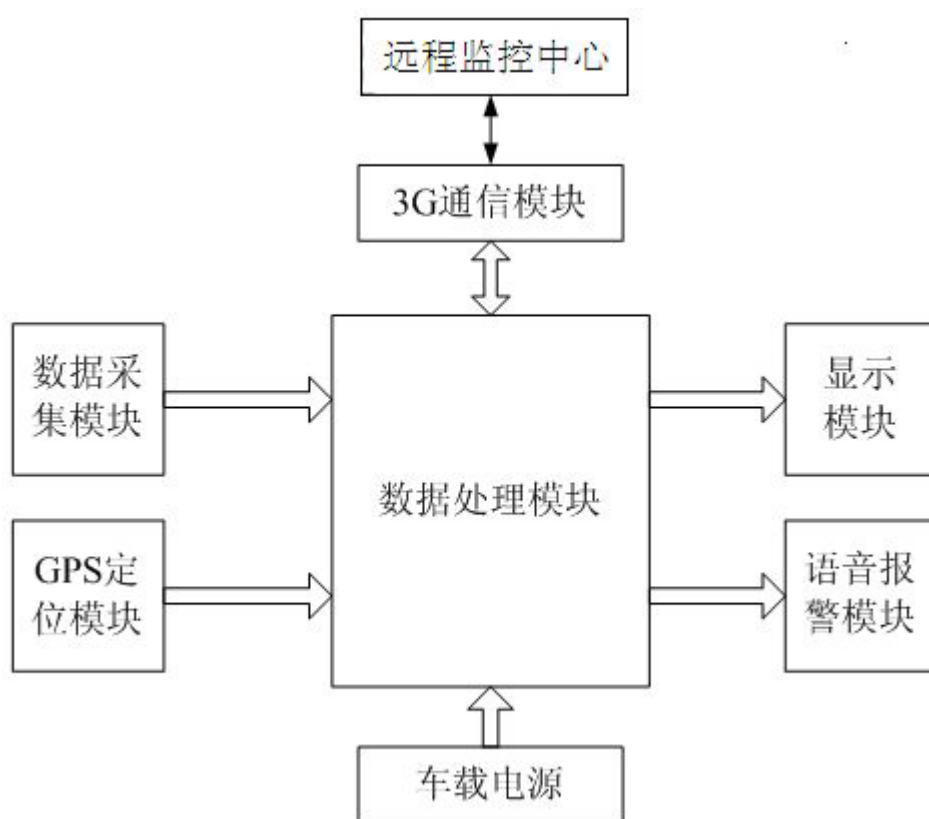 远程监控中心
3G通信模块
数据采
集模块
显示
模块
数据处理模块
GPS定
位模块
语音报
警模块
车载电源